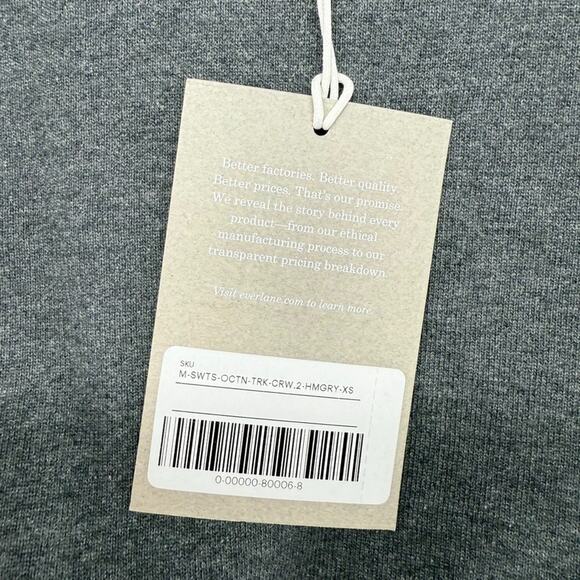 Better factories. Better quality.
Better prices. That's our promise.
We reveal the story behind every
product—from our ethical
manufacturing process to our
transparent pricing breakdown.
Visit everlane.com to learn more.
SKU
M-SWTS-OCTN-TRK-CRW.2-HMGRY-XS
0-00000-80006-8